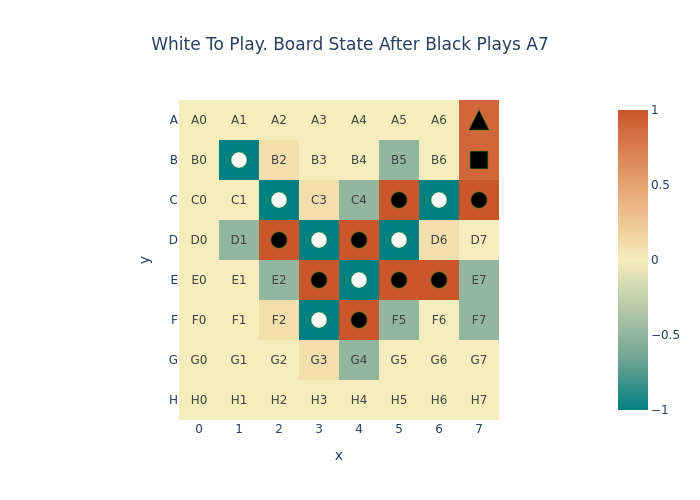 White To Play. Board State After Black Plays A7
A A0 A1 A2 A3 A4 A5 A6
B B0 B2 B3 B4 B5 B6
C C0 C1 C3 C4
D D0 D1 D6 D7
E E0 E1 E2 E7
F F0 F1 F2 F5 F6 F7
G G0 G1 G2 G3 G4 G5 G6 G7
H H0 H1 H2 H3 H4 H5 H6 H7
0 1 2 3 4 5 6 7
x
y
1
0.5
0
−0.5
−1